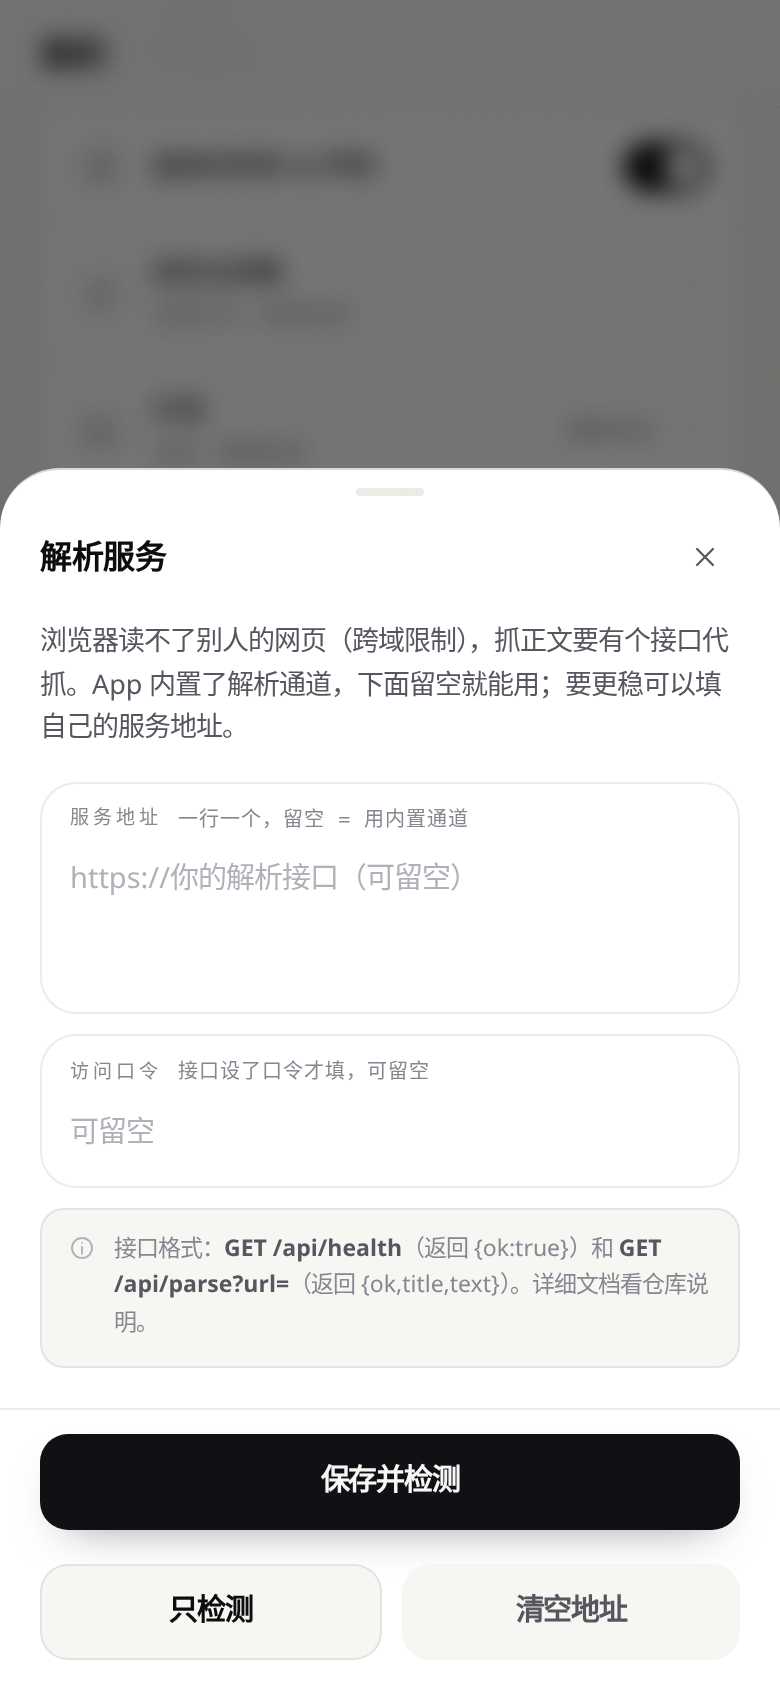 解析服务
浏览器读不了别人的网页（跨域限制），抓正文要有个接口代
抓。App 内置了解析通道，下面留空就能用；要更稳可以填
自己的服务地址。
服务地址 一行一个，留空 = 用内置通道
https://你的解析接口（可留空）
访问口令 接口设了口令才填，可留空
可留空
接口格式：GET /api/health（返回 {ok:true}）和 GET
/api/parse?url=（返回 {ok,title,text}）。详细文档看仓库说
明。
保存并检测
只检测
清空地址